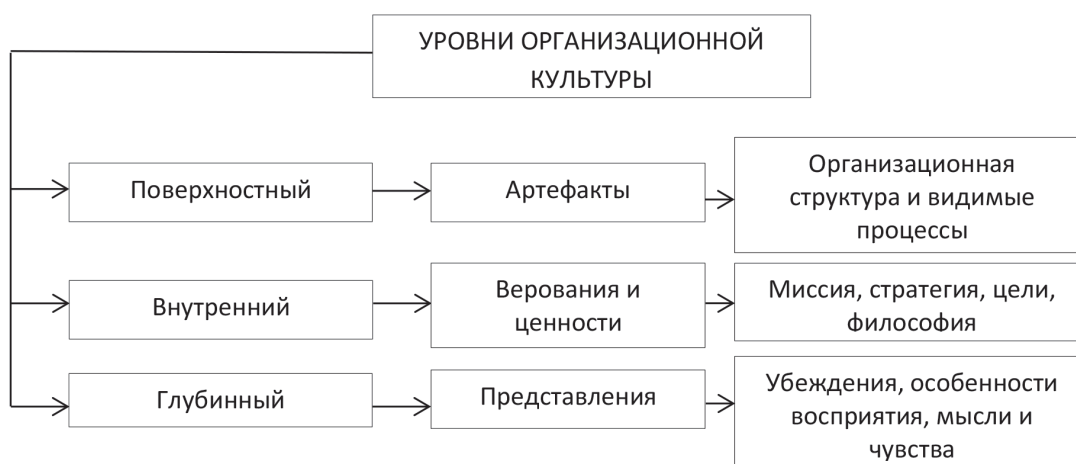 УРОВНИ ОРГАНИЗАЦИОННОЙ
КУЛЬТУРЫ
Поверхностный
Артефакты
Организационная
структура и видимые
процессы
Внутренний
Верования и
ценности
Миссия, стратегия, цели,
философия
Глубинный
Представления
Убеждения, особенности
восприятия, мысли и
чувства